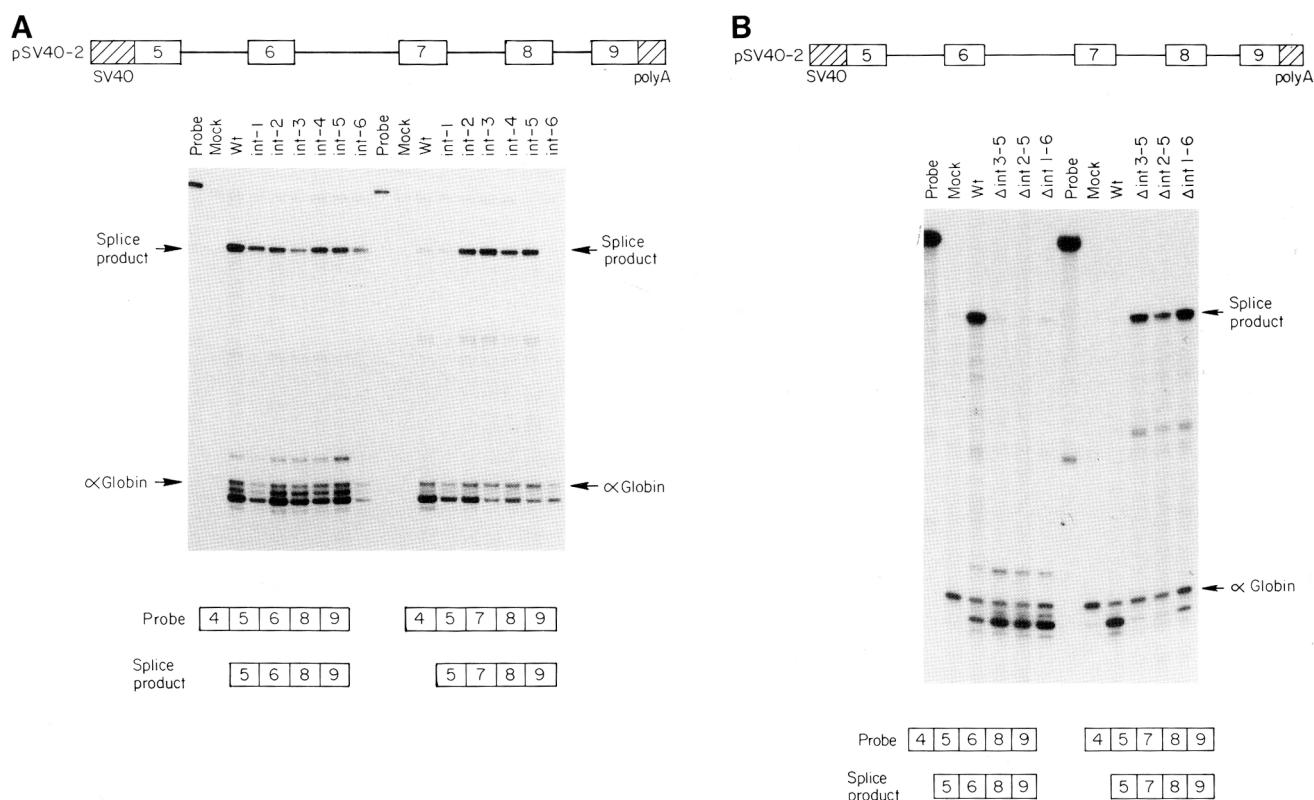 A
pSV40-2 5 6 7 8 9
SV40 polyA
Probe Mock Wt int-1 int-2 int-3 int-4 int-5 int-6 Probe Mock Wt int-1 int-2 int-3 int-4 int-5 int-6
Splice product
Splice product
∝Globin
∝Globin
Probe 4 5 6 8 9 4 5 7 8 9
Splice product 5 6 8 9 5 7 8 9
B
pSV40-2 5 6 7 8 9
SV40 polyA
Probe Mock Wt Δint 3-5 Δint 2-5 Δint 1-6 Probe Mock Wt Δint 3-5 Δint 2-5 Δint 1-6
Splice product
∝ Globin
Probe 4 5 6 8 9 4 5 7 8 9
Splice product 5 6 8 9 5 7 8 9